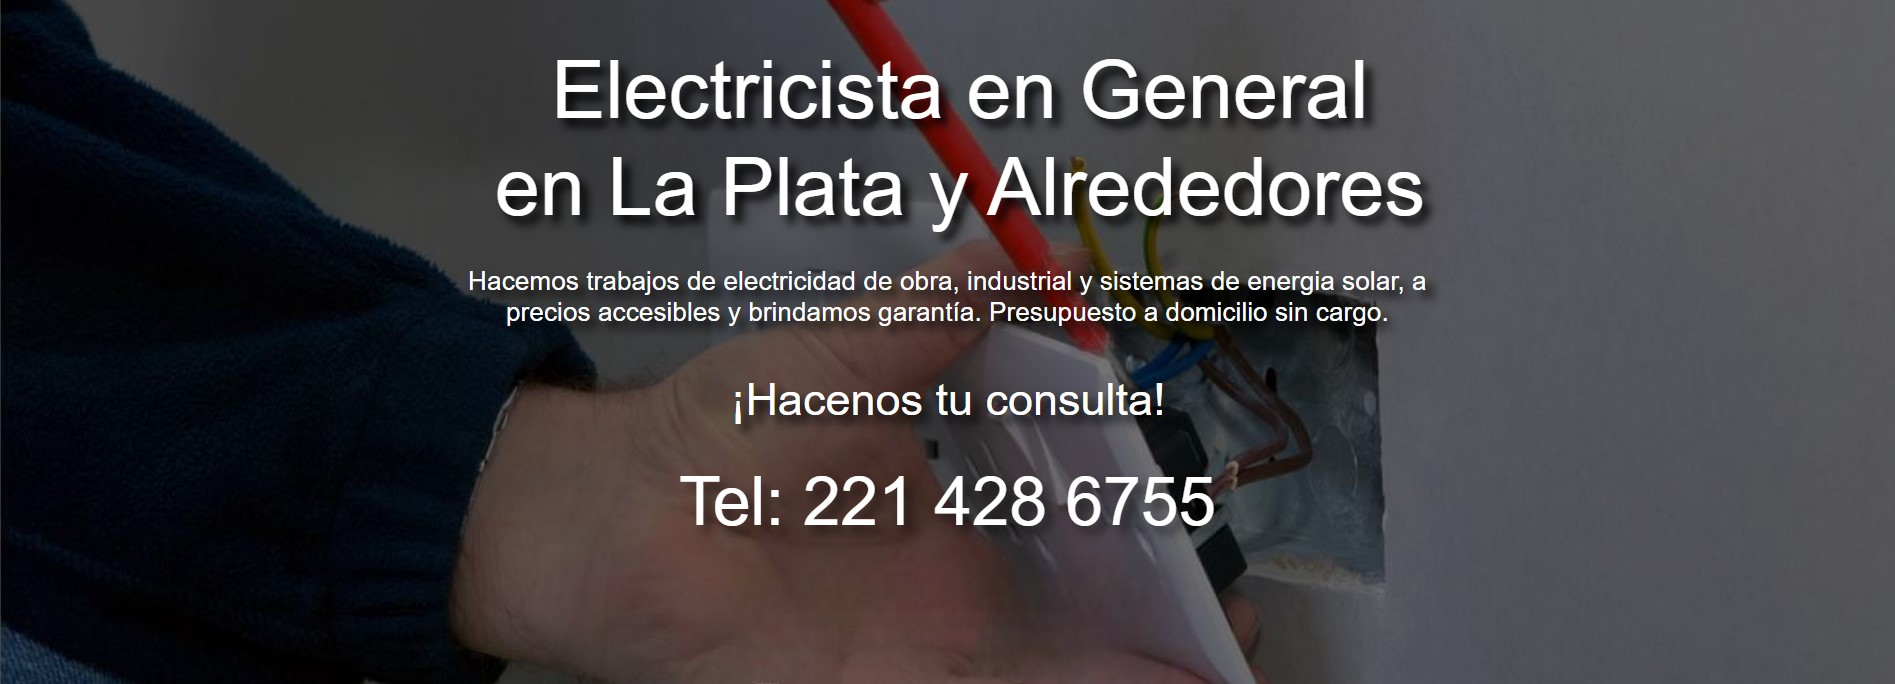 Electricista en General
en La Plata y Alrededores
Hacemos trabajos de electricidad de obra, industrial y sistemas de energia solar, a
precios accesibles y brindamos garantía. Presupuesto a domicilio sin cargo.
¡Hacenos tu consulta!
Tel: 221 428 6755